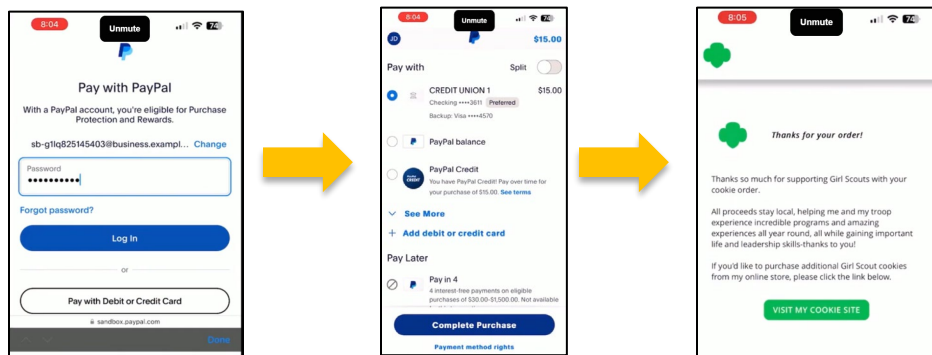 8:04
Unmute
74
Pay with PayPal
With a PayPal account, you're eligible for Purchase
Protection and Rewards.
sb-g1lq825145403@business.exampl... Change
Password
Forgot password?
Log In
or
Pay with Debit or Credit Card
sandbox.paypal.com
Done
8:04
Unmute
74
JD
$15.00
Pay with
Split
CREDIT UNION 1
$15.00
Checking ••••3611 Preferred
Backup: Visa ••••4570
PayPal balance
PayPal Credit
CREDIT
You have PayPal Credit! Pay over time for
your purchase of $15.00. See terms
See More
Add debit or credit card
Pay Later
Pay in 4
4 interest-free payments on eligible
purchases of $30.00-$1,500.00. Not available
Complete Purchase
Payment method rights
8:05
Unmute
74
Thanks for your order!
Thanks so much for supporting Girl Scouts with your
cookie order.
All proceeds stay local, helping me and my troop
experience incredible programs and amazing
experiences all year round, all while gaining important
life and leadership skills-thanks to you!
If you'd like to purchase additional Girl Scout cookies
from my online store, please click the link below.
VISIT MY COOKIE SITE